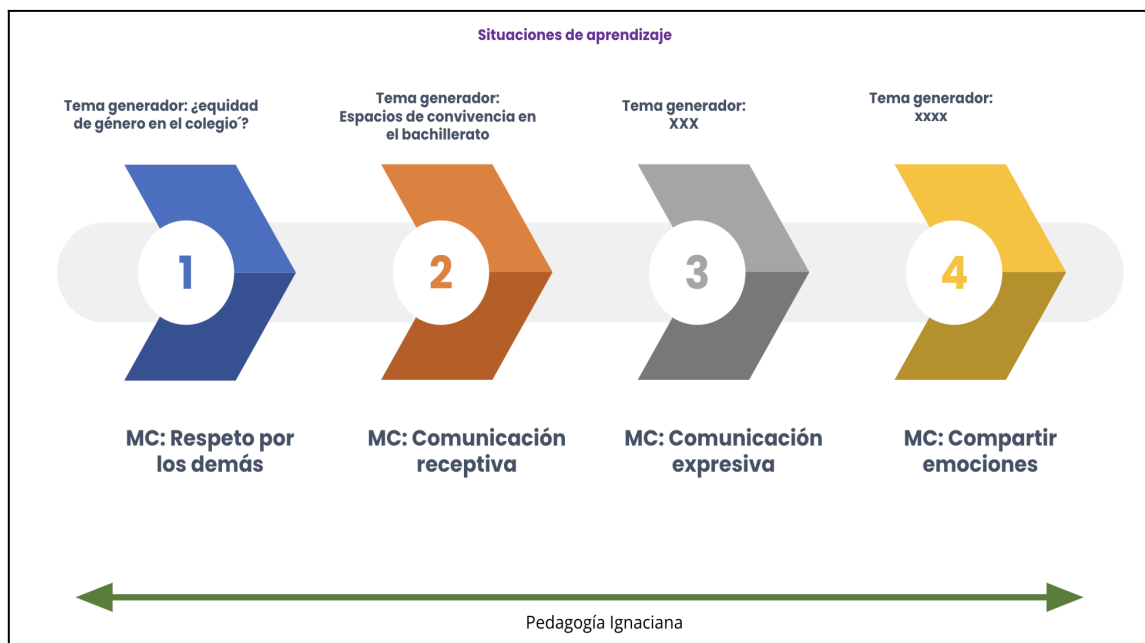 Situaciones de aprendizaje
Tema generador: ¿equidad
de género en el colegio´?
Tema generador:
Espacios de convivencia en
el bachillerato
Tema generador:
XXX
Tema generador:
xxxx
1
2
3
4
MC: Respeto por
los demás
MC: Comunicación
receptiva
MC: Comunicación
expresiva
MC: Compartir
emociones
Pedagogía Ignaciana